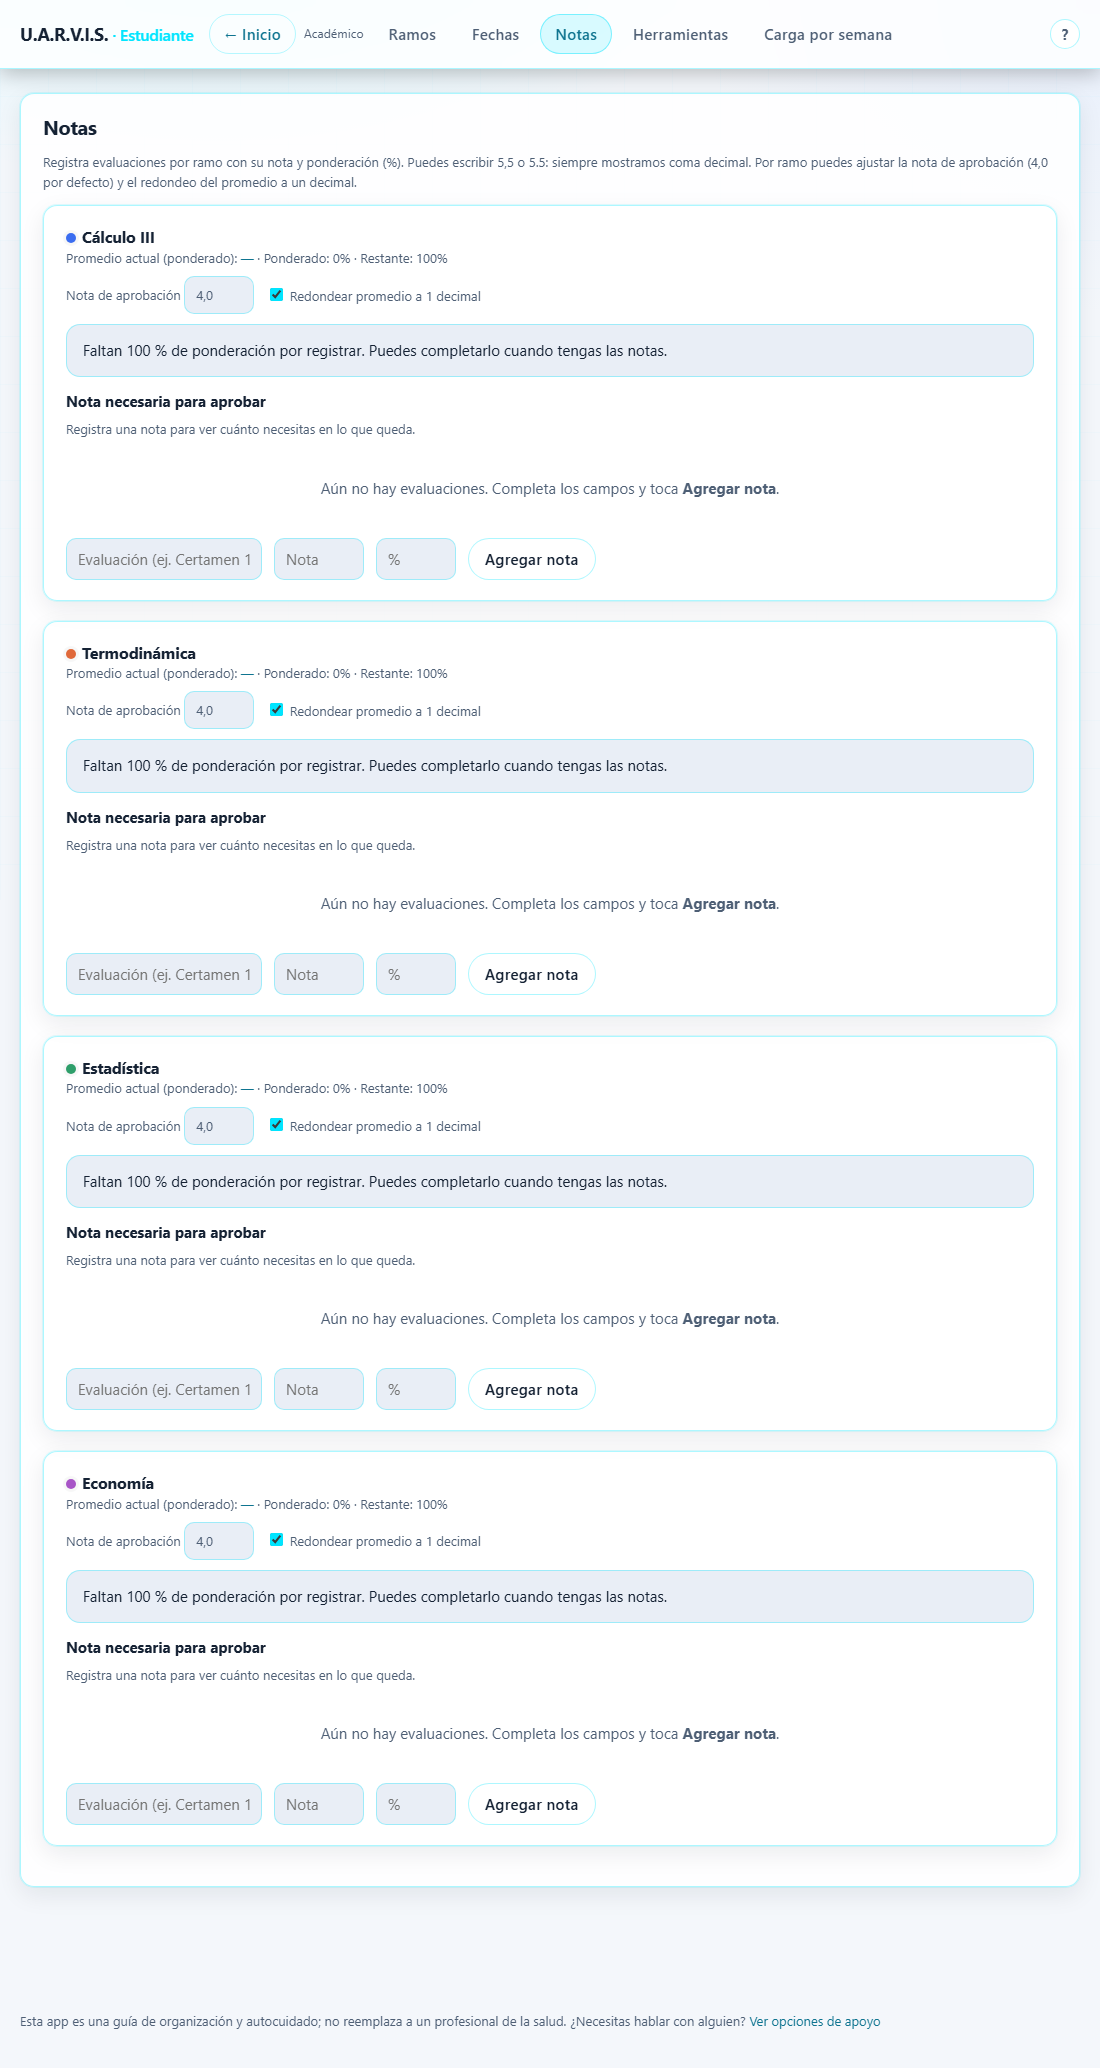 U.A.R.V.I.S. · Estudiante ← Inicio Académico Ramos Fechas Notas Herramientas Carga por semana ?
Notas
Registra evaluaciones por ramo con su nota y ponderación (%). Puedes escribir 5,5 o 5.5: siempre mostramos coma decimal. Por ramo puedes ajustar la nota de aprobación (4,0
por defecto) y el redondeo del promedio a un decimal.
Cálculo III
Promedio actual (ponderado): — · Ponderado: 0% · Restante: 100%
Nota de aprobación 4,0 Redondear promedio a 1 decimal
Faltan 100 % de ponderación por registrar. Puedes completarlo cuando tengas las notas.
Nota necesaria para aprobar
Registra una nota para ver cuánto necesitas en lo que queda.
Aún no hay evaluaciones. Completa los campos y toca Agregar nota.
Evaluación (ej. Certamen 1 Nota % Agregar nota
Termodinámica
Promedio actual (ponderado): — · Ponderado: 0% · Restante: 100%
Nota de aprobación 4,0 Redondear promedio a 1 decimal
Faltan 100 % de ponderación por registrar. Puedes completarlo cuando tengas las notas.
Nota necesaria para aprobar
Registra una nota para ver cuánto necesitas en lo que queda.
Aún no hay evaluaciones. Completa los campos y toca Agregar nota.
Evaluación (ej. Certamen 1 Nota % Agregar nota
Estadística
Promedio actual (ponderado): — · Ponderado: 0% · Restante: 100%
Nota de aprobación 4,0 Redondear promedio a 1 decimal
Faltan 100 % de ponderación por registrar. Puedes completarlo cuando tengas las notas.
Nota necesaria para aprobar
Registra una nota para ver cuánto necesitas en lo que queda.
Aún no hay evaluaciones. Completa los campos y toca Agregar nota.
Evaluación (ej. Certamen 1 Nota % Agregar nota
Economía
Promedio actual (ponderado): — · Ponderado: 0% · Restante: 100%
Nota de aprobación 4,0 Redondear promedio a 1 decimal
Faltan 100 % de ponderación por registrar. Puedes completarlo cuando tengas las notas.
Nota necesaria para aprobar
Registra una nota para ver cuánto necesitas en lo que queda.
Aún no hay evaluaciones. Completa los campos y toca Agregar nota.
Evaluación (ej. Certamen 1 Nota % Agregar nota
Esta app es una guía de organización y autocuidado; no reemplaza a un profesional de la salud. ¿Necesitas hablar con alguien? Ver opciones de apoyo